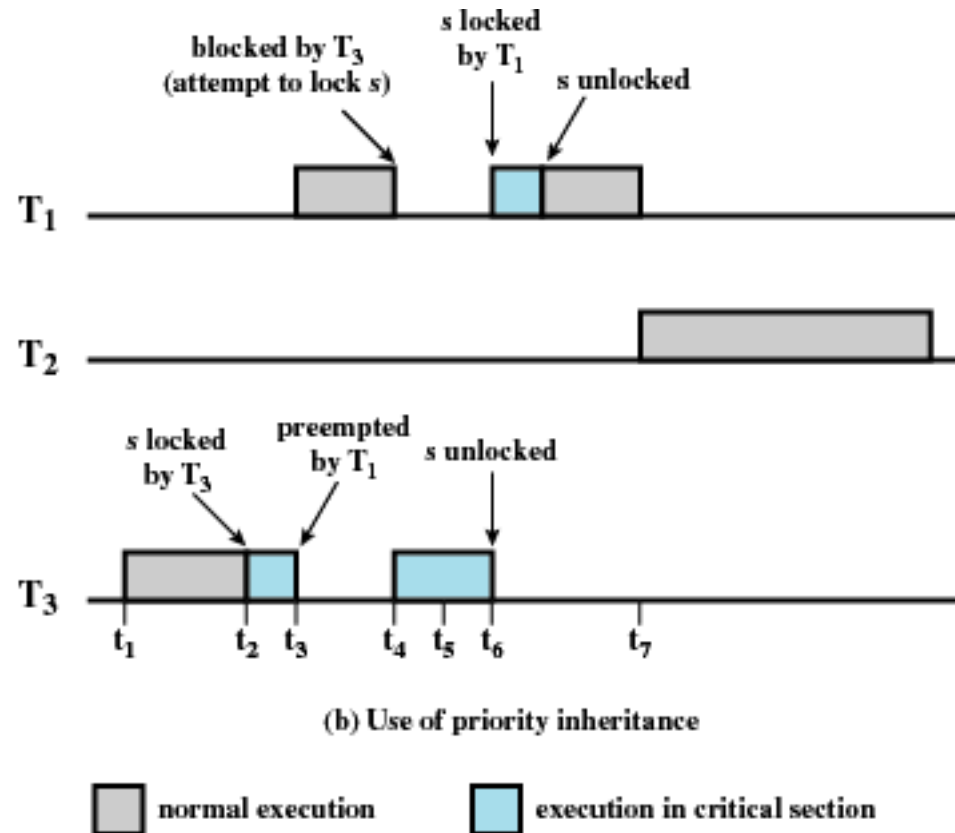 blocked by T₃
(attempt to lock s)
s locked
by T₁
s unlocked
T₁
T₂
s locked
by T₃
preempted
by T₁
s unlocked
T₃
t₁ t₂ t₃ t₄ t₅ t₆ t₇
(b) Use of priority inheritance
normal execution
execution in critical section